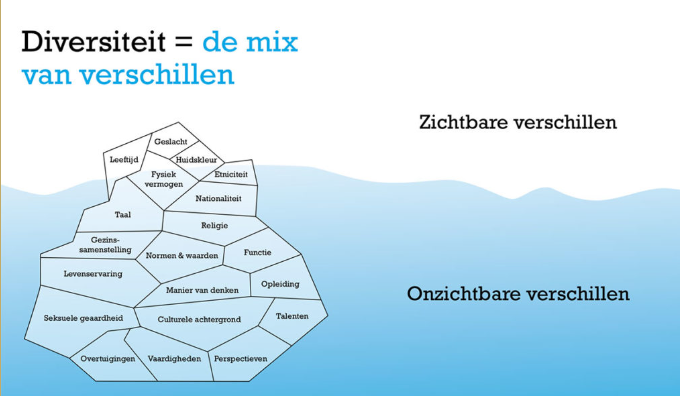 Diversiteit = de mix
van verschillen
Zichtbare verschillen
Geslacht
Leeftijd
Huidskleur
Fysiek
vermogen
Etniciteit
Nationaliteit
Taal
Religie
Gezins-
samenstelling
Normen & waarden
Functie
Levenservaring
Manier van denken
Opleiding
Onzichtbare verschillen
Seksuele geaardheid
Culturele achtergrond
Talenten
Overtuigingen
Vaardigheden
Perspectieven